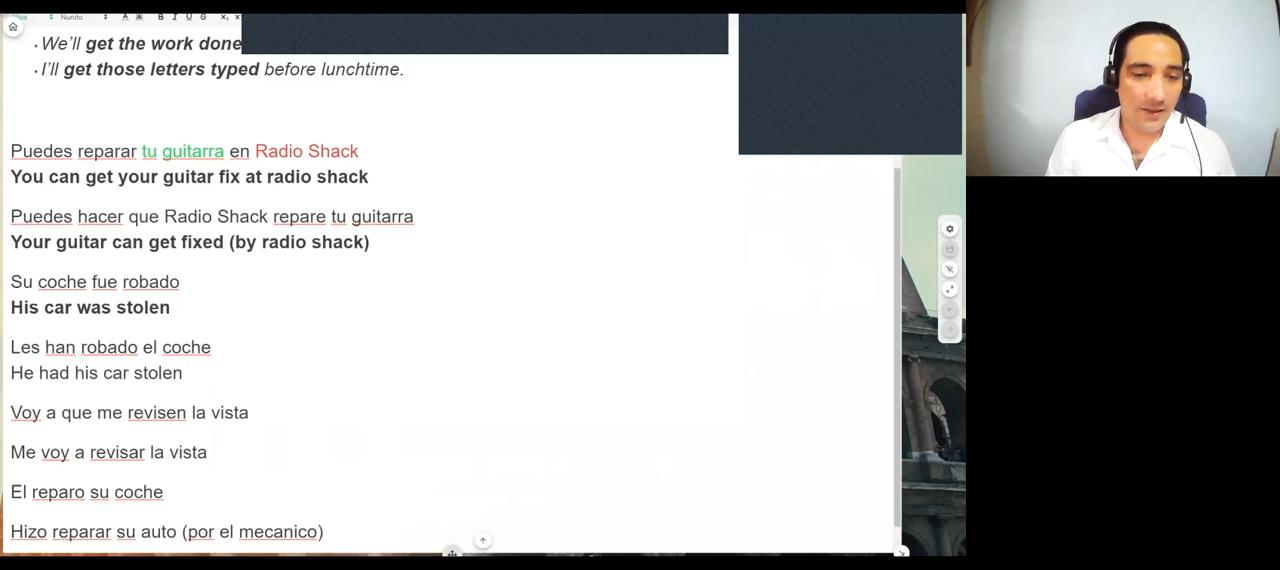 Nunito
B I U S
• We'll get the work done
• I'll get those letters typed before lunchtime.
Puedes reparar tu guitarra en Radio Shack
You can get your guitar fix at radio shack
Puedes hacer que Radio Shack repare tu guitarra
Your guitar can get fixed (by radio shack)
Su coche fue robado
His car was stolen
Les han robado el coche
He had his car stolen
Voy a que me revisen la vista
Me voy a revisar la vista
El reparo su coche
Hizo reparar su auto (por el mecanico)